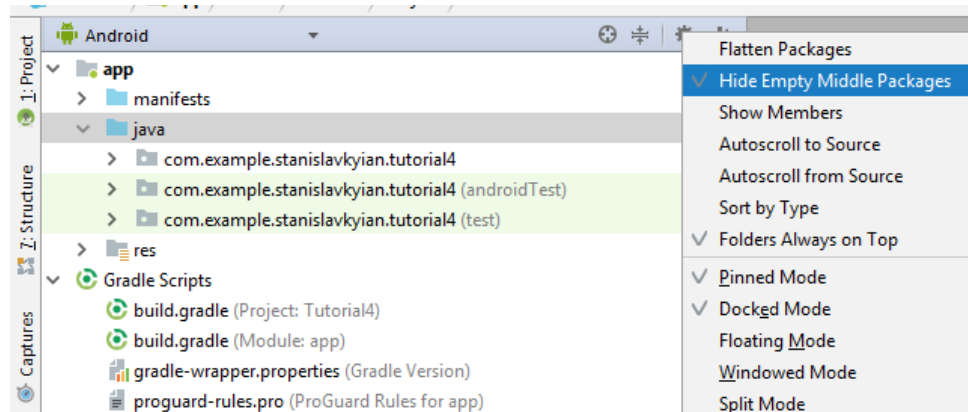 Android
app
manifests
java
com.example.stanislavkyian.tutorial4
com.example.stanislavkyian.tutorial4 (androidTest)
com.example.stanislavkyian.tutorial4 (test)
res
Gradle Scripts
build.gradle (Project: Tutorial4)
build.gradle (Module: app)
gradle-wrapper.properties (Gradle Version)
proguard-rules.pro (ProGuard Rules for app)
1: Project
7: Structure
Captures
Flatten Packages
Hide Empty Middle Packages
Show Members
Autoscroll to Source
Autoscroll from Source
Sort by Type
Folders Always on Top
Pinned Mode
Docked Mode
Floating Mode
Windowed Mode
Split Mode